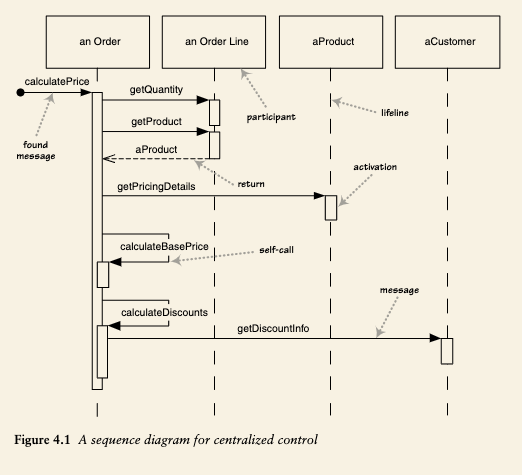 an Order
an Order Line
aProduct
aCustomer
calculatePrice
getQuantity
getProduct
participant
lifeline
found
message
aProduct
return
activation
getPricingDetails
calculateBasePrice
self-call
message
calculateDiscounts
getDiscountInfo
Figure 4.1 A sequence diagram for centralized control